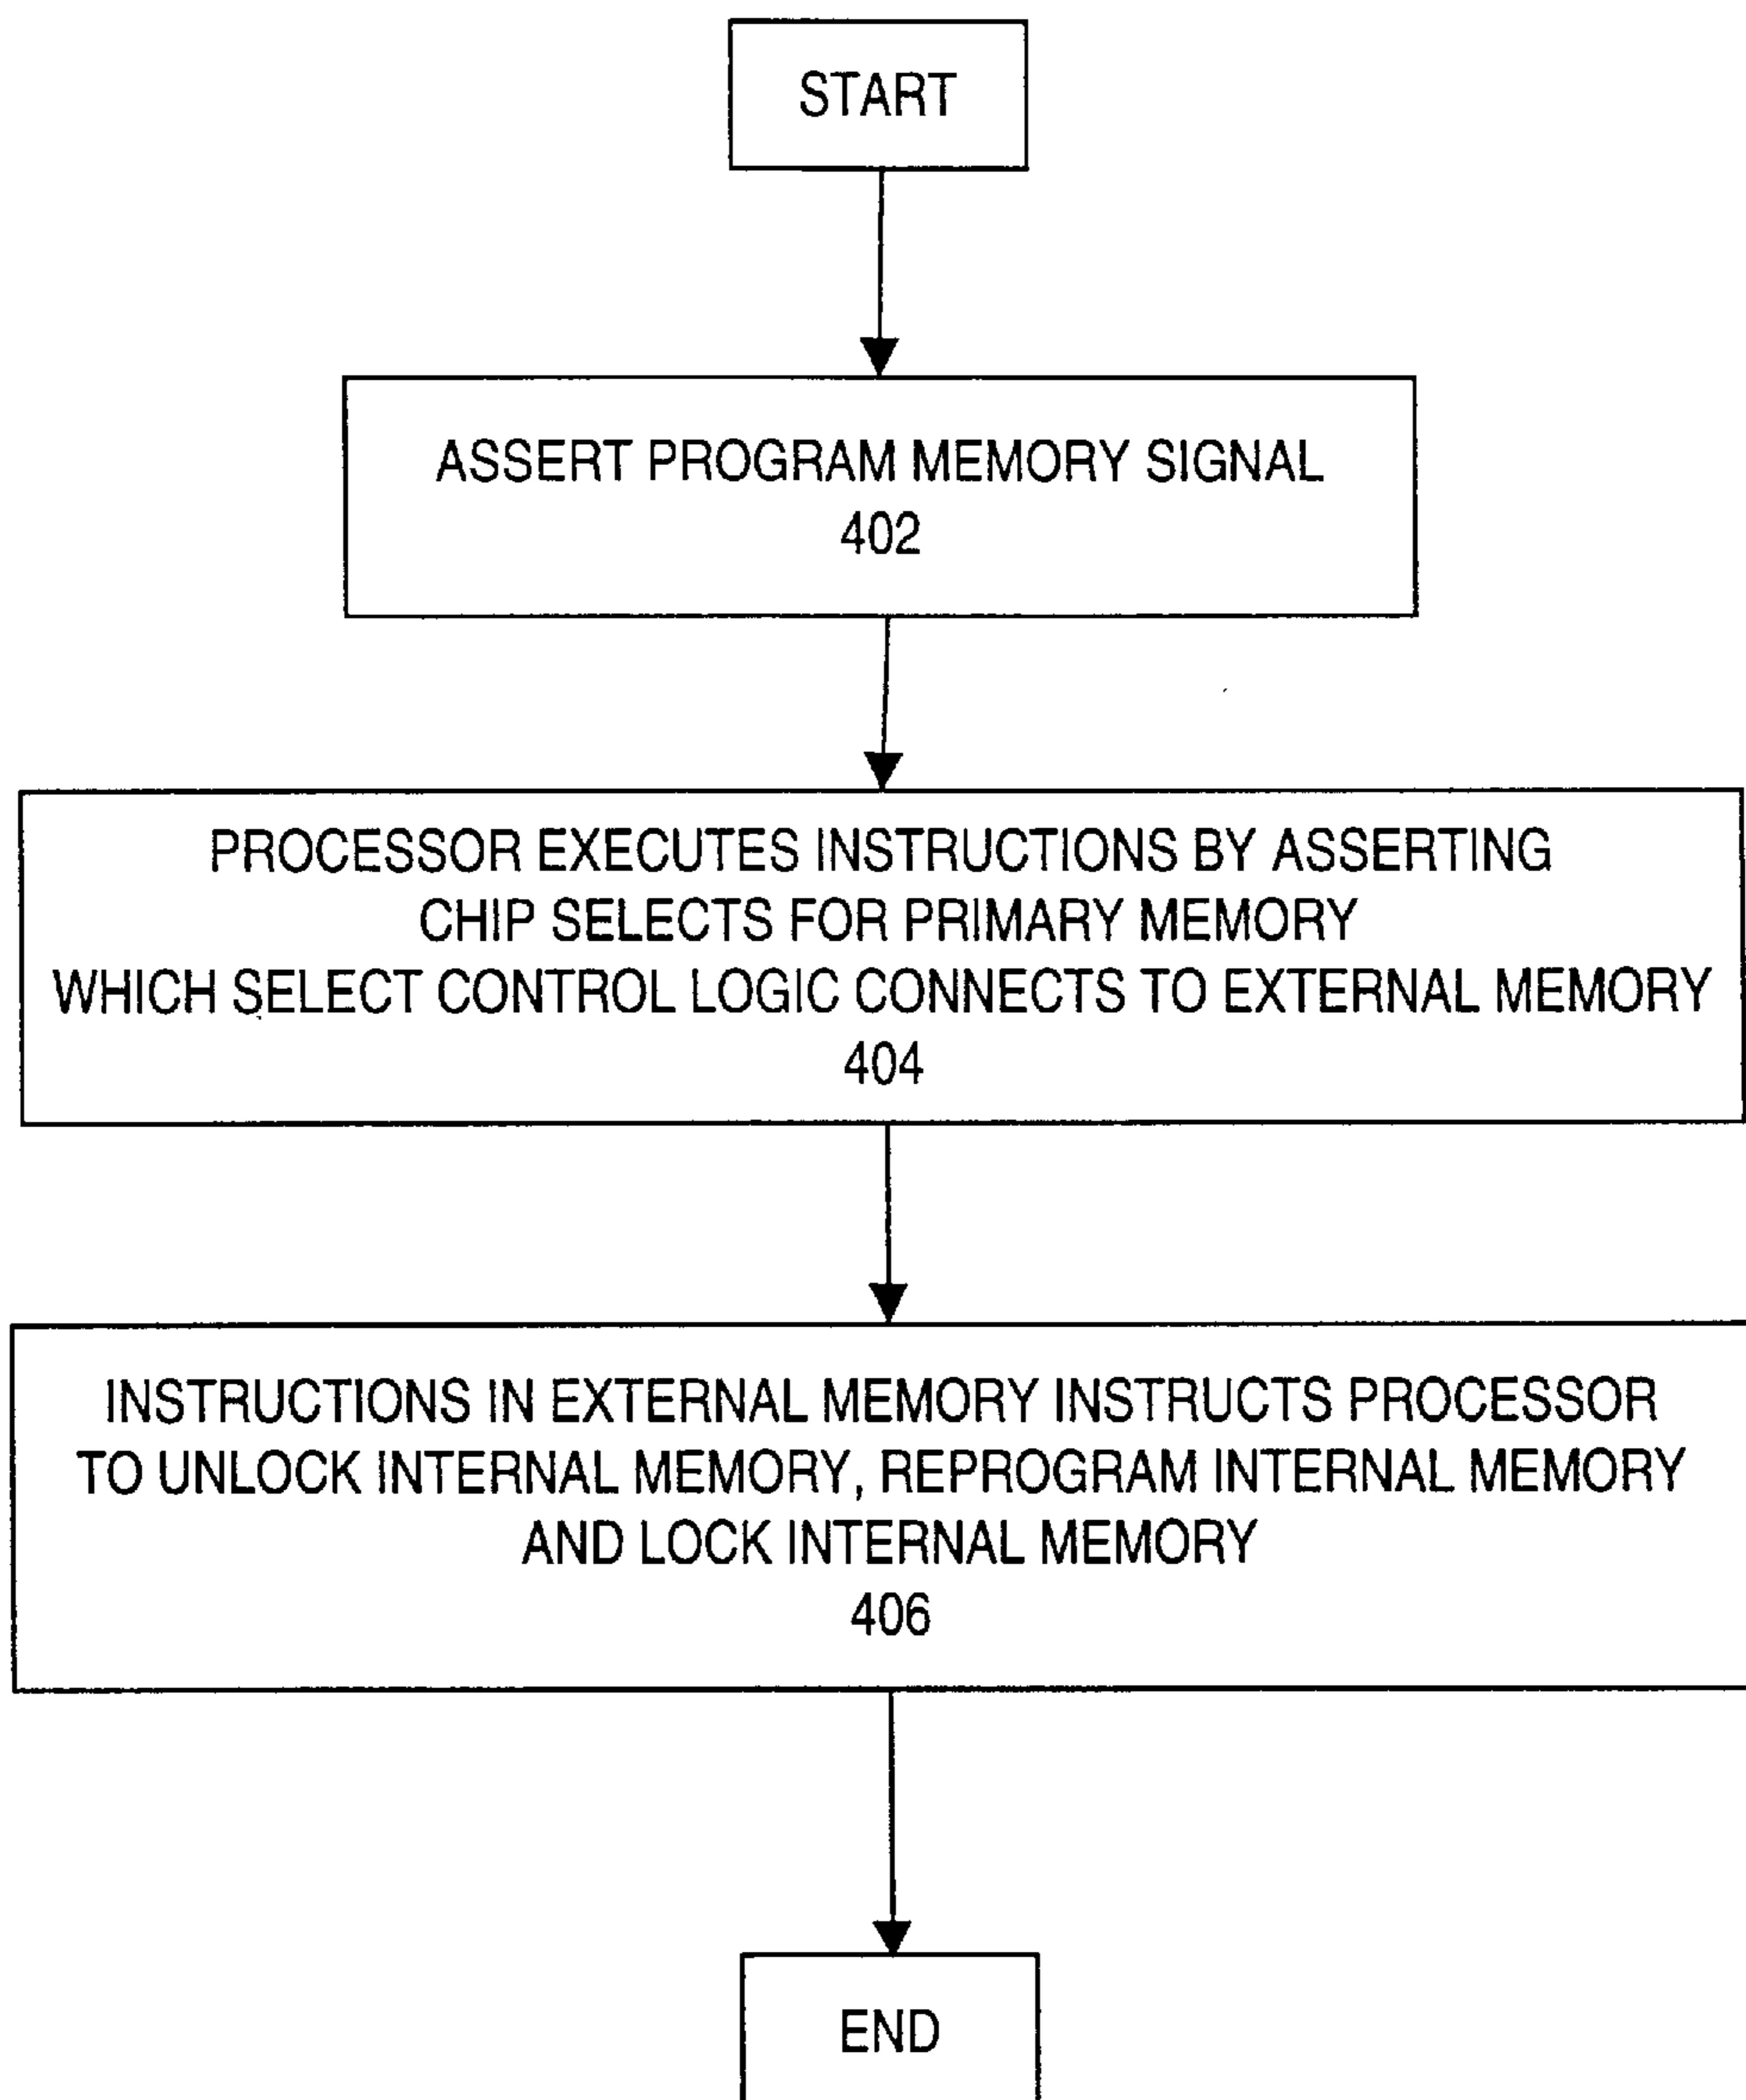 START
ASSERT PROGRAM MEMORY SIGNAL
402
PROCESSOR EXECUTES INSTRUCTIONS BY ASSERTING
CHIP SELECTS FOR PRIMARY MEMORY
WHICH SELECT CONTROL LOGIC CONNECTS TO EXTERNAL MEMORY
404
INSTRUCTIONS IN EXTERNAL MEMORY INSTRUCTS PROCESSOR
TO UNLOCK INTERNAL MEMORY, REPROGRAM INTERNAL MEMORY
AND LOCK INTERNAL MEMORY
406
END